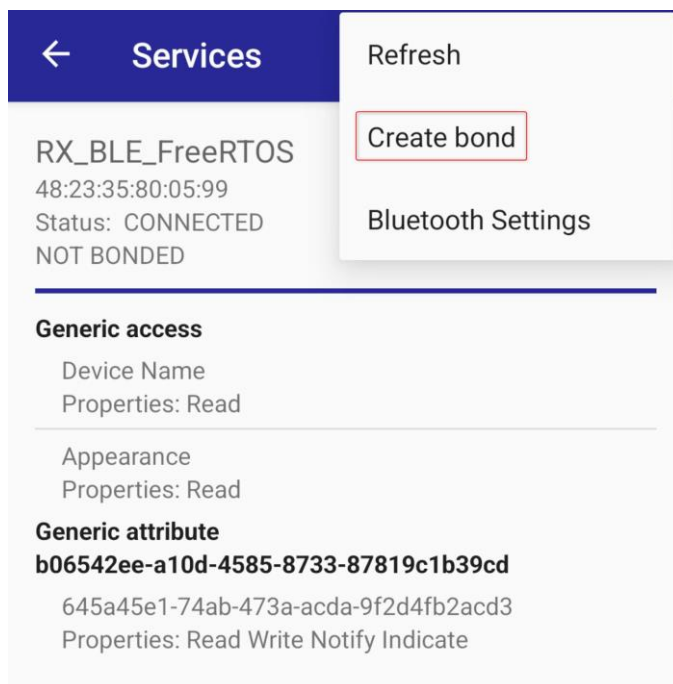 Services
Refresh
Create bond
Bluetooth Settings
RX_BLE_FreeRTOS
48:23:35:80:05:99
Status: CONNECTED
NOT BONDED
Generic access
Device Name
Properties: Read
Appearance
Properties: Read
Generic attribute
b06542ee-a10d-4585-8733-87819c1b39cd
645a45e1-74ab-473a-acda-9f2d4fb2acd3
Properties: Read Write Notify Indicate